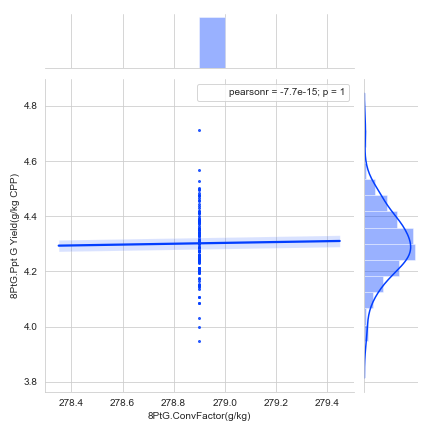 pearsonr = -7.7e-15; p = 1
4.8
4.6
4.4
4.2
4.0
3.8
8PtG.Ppt G Yield(g/kg CPP)
278.4 278.6 278.8 279.0 279.2 279.4
8PtG.ConvFactor(g/kg)